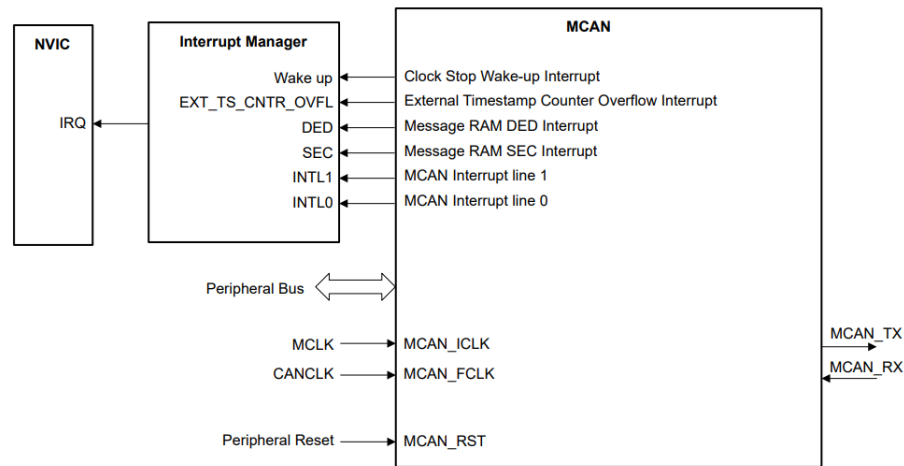 MCAN
NVIC
Interrupt Manager
Wake up
Clock Stop Wake-up Interrupt
EXT_TS_CNTR_OVFL
External Timestamp Counter Overflow Interrupt
IRQ
DED
Message RAM DED Interrupt
SEC
Message RAM SEC Interrupt
INTL1
MCAN Interrupt line 1
INTL0
MCAN Interrupt line 0
Peripheral Bus
MCAN_TX
MCLK
MCAN_ICLK
MCAN_RX
CANCLK
MCAN_FCLK
Peripheral Reset
MCAN_RST